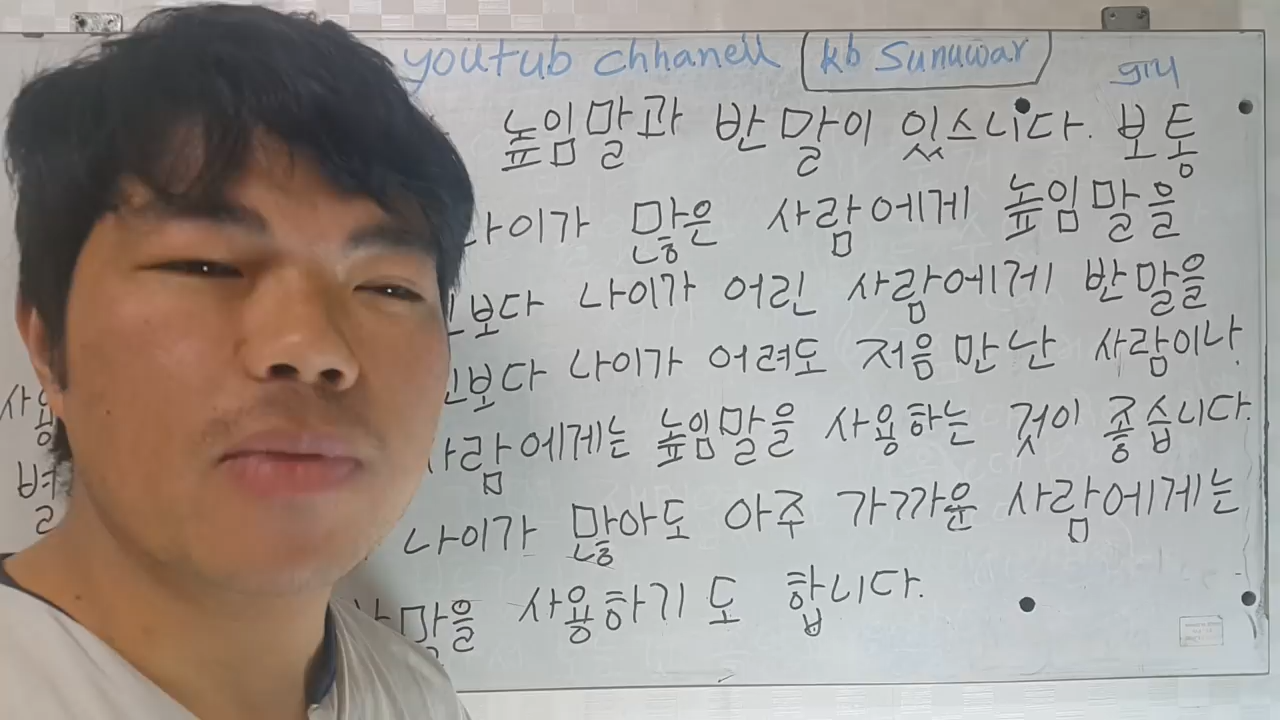 youtub chhanell kb Sunuwar
높임말과 반말이 있스니다. 보통
나이가 많은 사람에게 높임말을
보다 나이가 어린 사람에게 반말을
보다 나이가 어려도 저음 만난 사람이나
사람에게는 높임말을 사용하는 것이 좋습니다.
나이가 많아도 아주 가까운 사람에게는
말을 사용하기도 합니다.